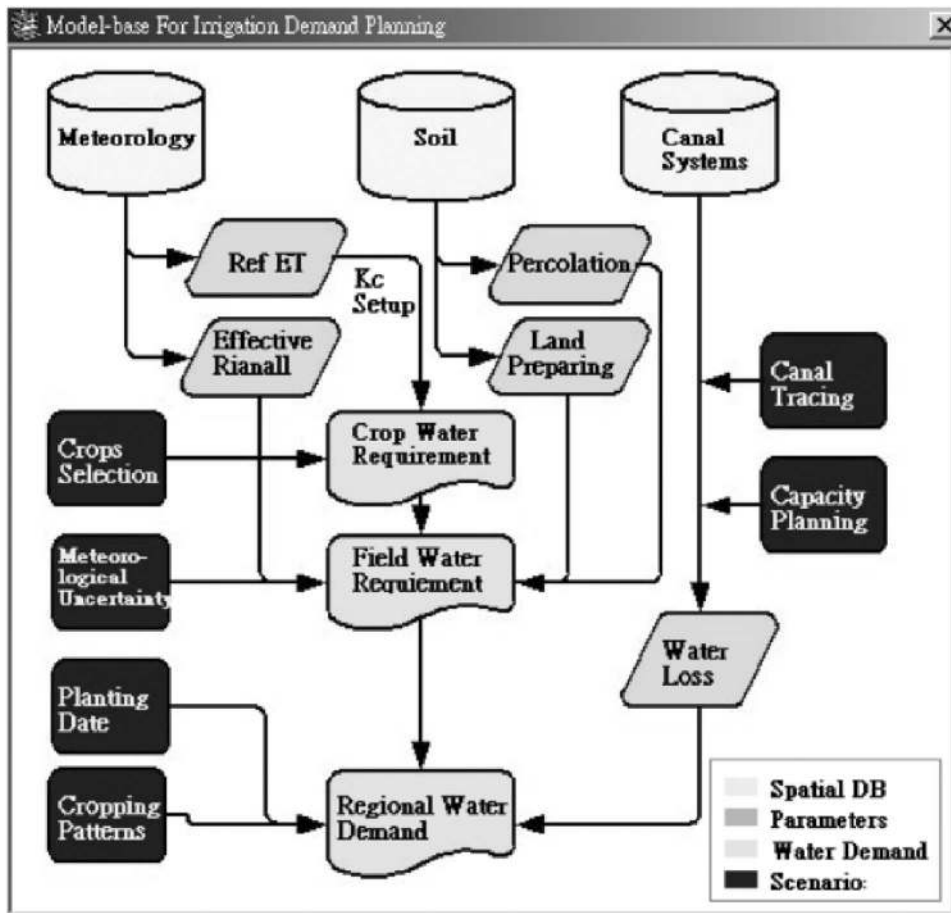 Model-base For Irrigation Demand Planning
Meteorology
Soil
Canal
Systems
Ref ET
Kc
Setup
Percolation
Effective
Rianall
Land
Preparing
Canal
Tracing
Crops
Selection
Crop Water
Requirement
Capacity
Planning
Meteoro-
logical
Uncertainty
Field Water
Requiement
Water
Loss
Planting
Date
Cropping
Patterns
Regional Water
Demand
Spatial DB
Parameters
Water Demand
Scenario: